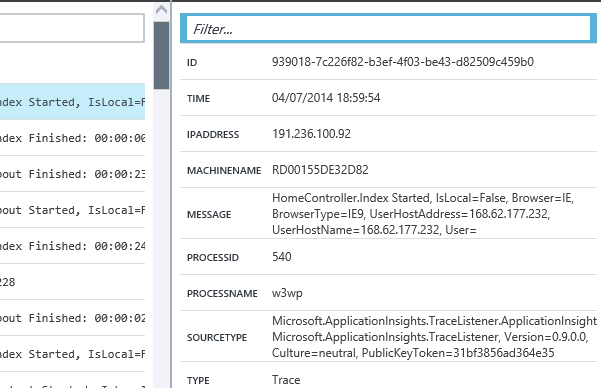 Filter...
ndex Started, IsLocal=F
ndex Finished: 00:00:00
out Finished: 00:00:23
out Started, IsLocal=F
ndex Finished: 00:00:24
228
out Finished: 00:00:02
ndex Started, IsLocal=F
ID 939018-7c226f82-b3ef-4f03-be43-d82509c459b0
TIME 04/07/2014 18:59:54
IPADDRESS 191.236.100.92
MACHINENAME RD00155DE32D82
MESSAGE HomeController.Index Started, IsLocal=False, Browser=IE,
BrowserType=IE9, UserHostAddress=168.62.177.232,
UserHostName=168.62.177.232, User=
PROCESSID 540
PROCESSNAME w3wp
SOURCETYPE Microsoft.ApplicationInsights.TraceListener.ApplicationInsight
Microsoft.ApplicationInsights.TraceListener, Version=0.9.0.0,
Culture=neutral, PublicKeyToken=31bf3856ad364e35
TYPE Trace